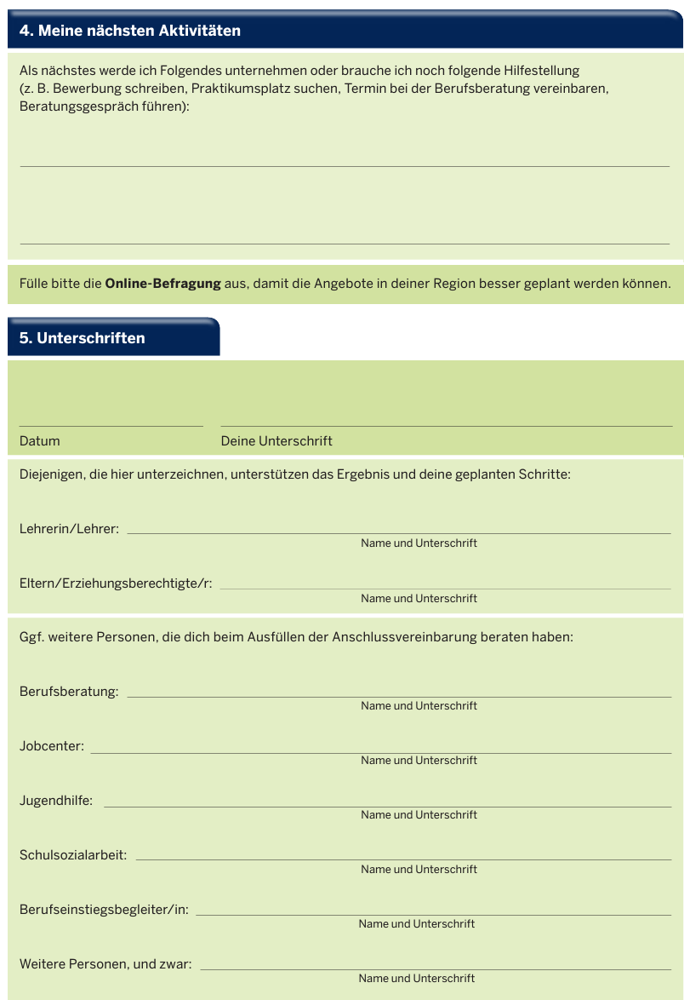 4. Meine nächsten Aktivitäten
Als nächstes werde ich Folgendes unternehmen oder brauche ich noch folgende Hilfestellung
(z. B. Bewerbung schreiben, Praktikumsplatz suchen, Termin bei der Berufsberatung vereinbaren,
Beratungsgespräch führen):
Fülle bitte die Online-Befragung aus, damit die Angebote in deiner Region besser geplant werden können.
5. Unterschriften
Datum Deine Unterschrift
Diejenigen, die hier unterzeichnen, unterstützen das Ergebnis und deine geplanten Schritte:
Lehrerin/Lehrer:
Name und Unterschrift
Eltern/Erziehungsberechtigte/r:
Name und Unterschrift
Ggf. weitere Personen, die dich beim Ausfüllen der Anschlussvereinbarung beraten haben:
Berufsberatung:
Name und Unterschrift
Jobcenter:
Name und Unterschrift
Jugendhilfe:
Name und Unterschrift
Schulsozialarbeit:
Name und Unterschrift
Berufseinstiegsbegleiter/in:
Name und Unterschrift
Weitere Personen, und zwar:
Name und Unterschrift